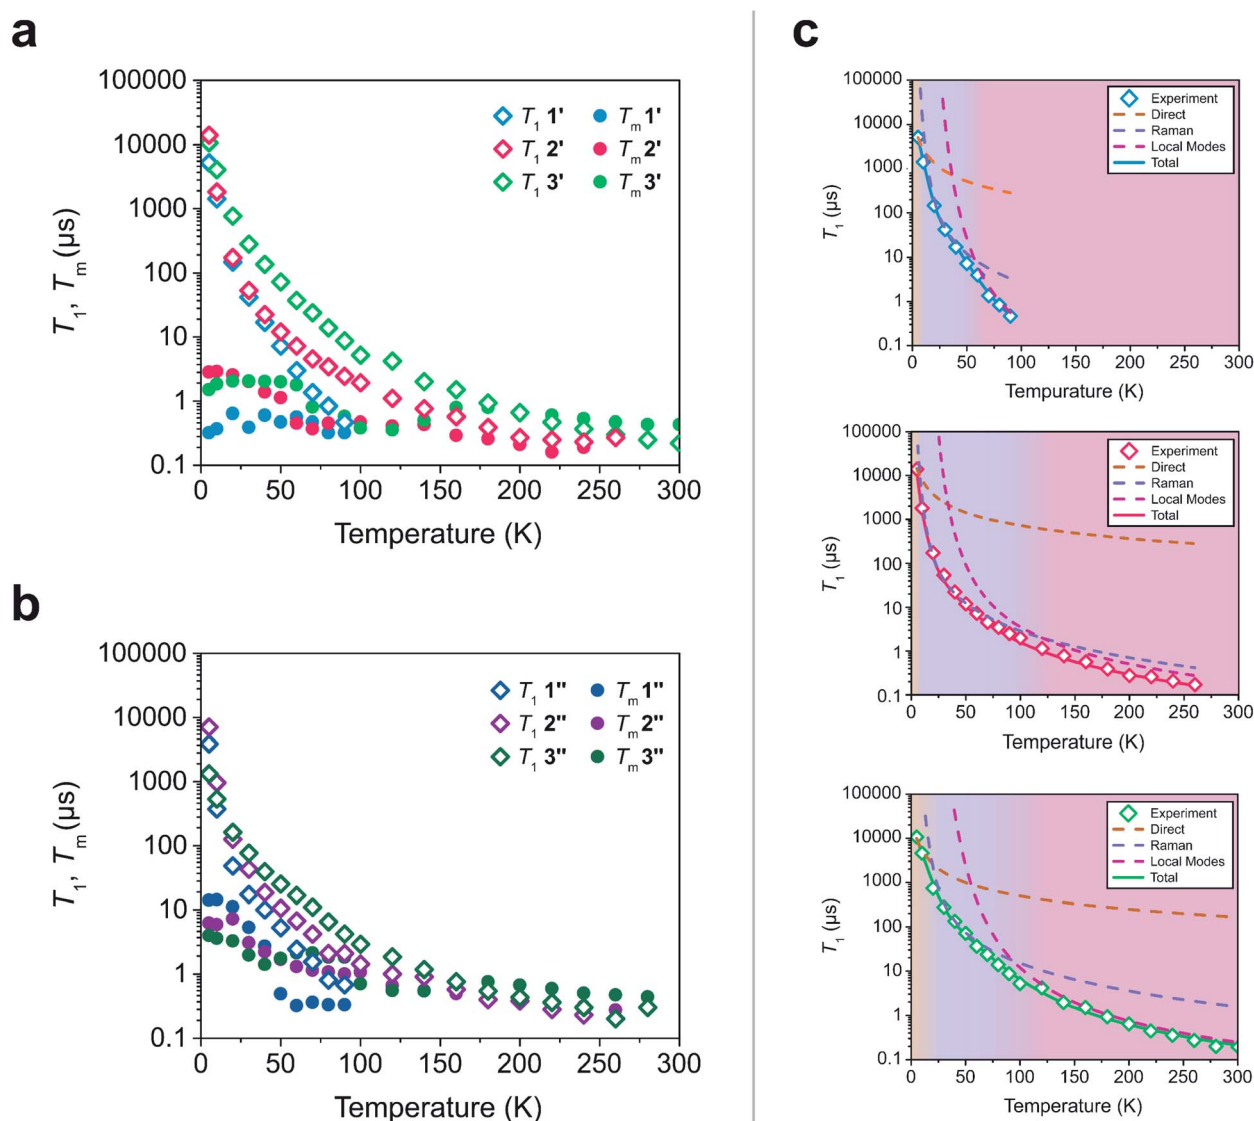 a
100000
10000
1000
100
10
1
0.1
T1, Tm (µs)
T1 1' Tm 1'
T1 2' Tm 2'
T1 3' Tm 3'
0 50 100 150 200 250 300
Temperature (K)
b
100000
10000
1000
100
10
1
0.1
T1, Tm (µs)
T1 1'' Tm 1''
T1 2'' Tm 2''
T1 3'' Tm 3''
0 50 100 150 200 250 300
Temperature (K)
c
100000
10000
1000
100
10
1
0.1
T1 (µs)
Experiment
Direct
Raman
Local Modes
Total
0 50 100 150 200 250 300
Tempurature (K)
100000
10000
1000
100
10
1
0.1
T1 (µs)
Experiment
Direct
Raman
Local Modes
Total
0 50 100 150 200 250 300
Temperature (K)
100000
10000
1000
100
10
1
0.1
T1 (µs)
Experiment
Direct
Raman
Local Modes
Total
0 50 100 150 200 250 300
Temperature (K)